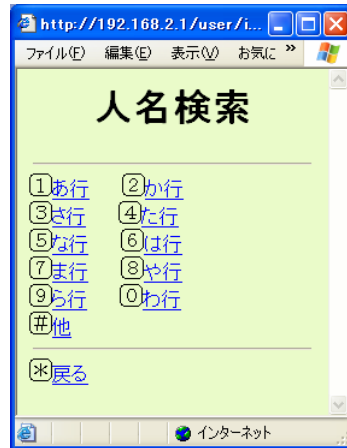 http://192.168.2.1/user/i...
ファイル(F) 編集(E) 表示(V) お気に »
人名検索
1あ行 2か行
3さ行 4た行
5な行 6は行
7ま行 8や行
9ら行 0わ行
#他
*戻る
インターネット